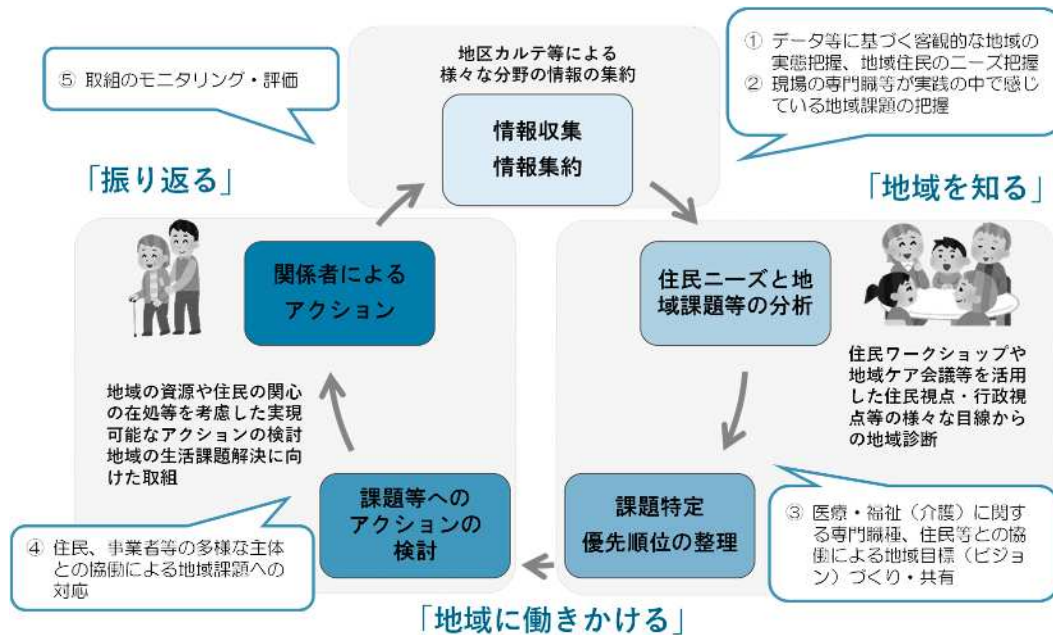 ⑤ 取組のモニタリング・評価
地区カルテ等による
様々な分野の情報の集約
情報収集
情報集約
① データ等に基づく客観的な地域の
実態把握、地域住民のニーズ把握
② 現場の専門職等が実践の中で感じ
ている地域課題の把握
「振り返る」
「地域を知る」
関係者による
アクション
住民ニーズと地
域課題等の分析
住民ワークショップや
地域ケア会議等を活用
した住民視点・行政視
点等の様々な目線から
の地域診断
地域の資源や住民の関心
の在処等を考慮した実現
可能なアクションの検討
地域の生活課題解決に向
けた取組
課題等への
アクションの
検討
課題特定
優先順位の整理
③ 医療・福祉（介護）に関す
る専門職種、住民等との協
働による地域目標（ビジョ
ン）づくり・共有
④ 住民、事業者等の多様な主体
との協働による地域課題への
対応
「地域に働きかける」